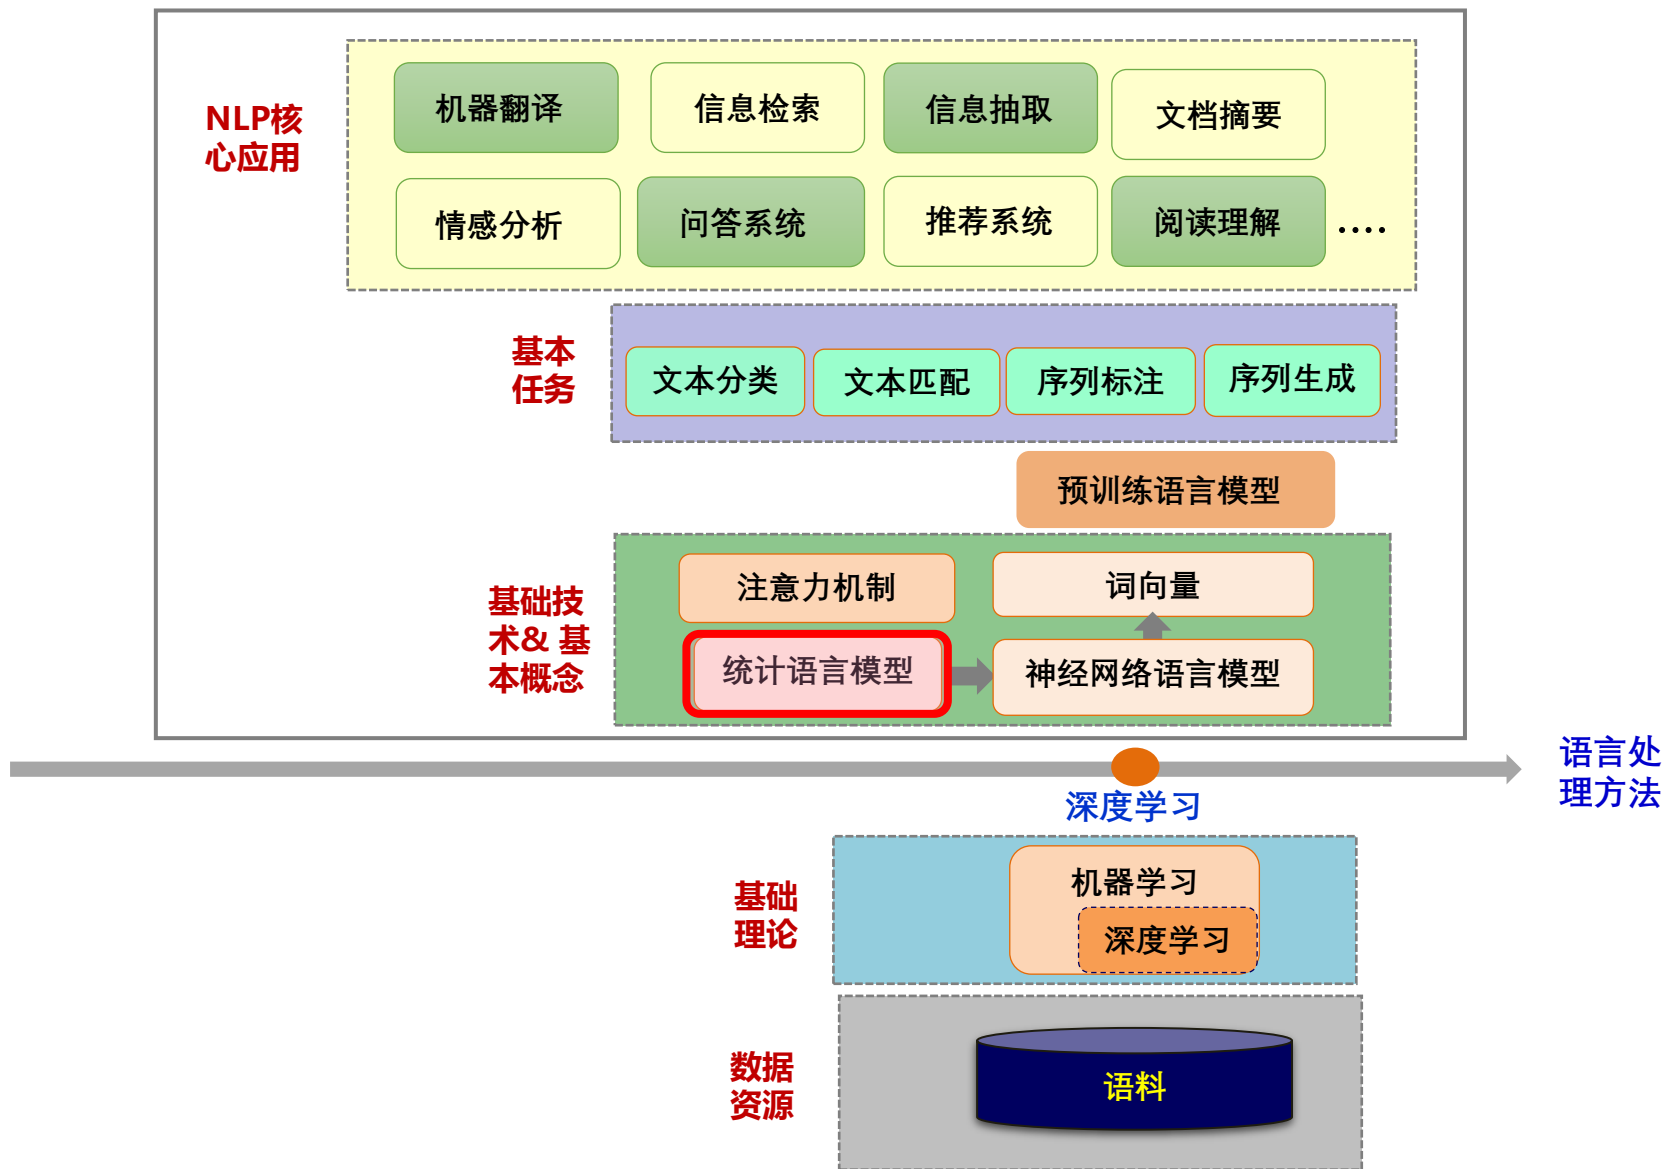 NLP核
心应用
机器翻译
信息检索
信息抽取
文档摘要
情感分析
问答系统
推荐系统
阅读理解
....
基本
任务
文本分类
文本匹配
序列标注
序列生成
预训练语言模型
基础技
术& 基
本概念
注意力机制
词向量
统计语言模型
神经网络语言模型
语言处
理方法
深度学习
基础
理论
机器学习
深度学习
数据
资源
语料